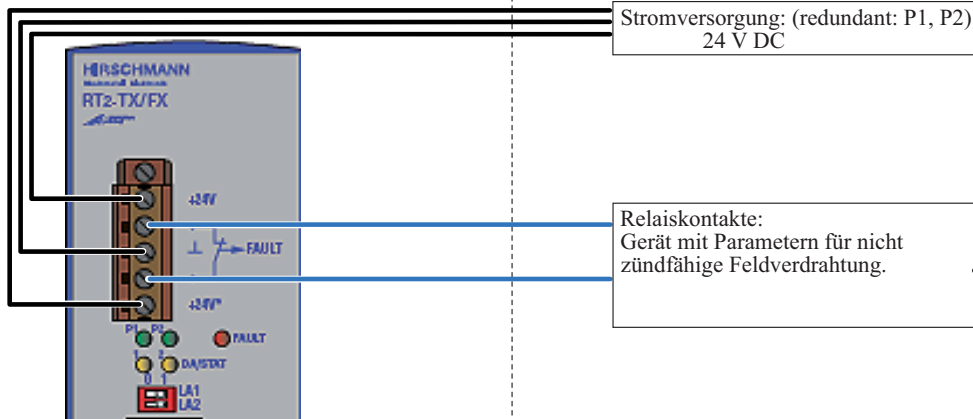 Stromversorgung: (redundant: P1, P2)
24 V DC
HIRSCHMANN
RT2-TX/FX
+24V
FAULT
+24V*
Relaiskontakte:
Gerät mit Parametern für nicht
zündfähige Feldverdrahtung.
P1 P2
FAULT
1 2
DA/STAT
0 1
LA1
LA2